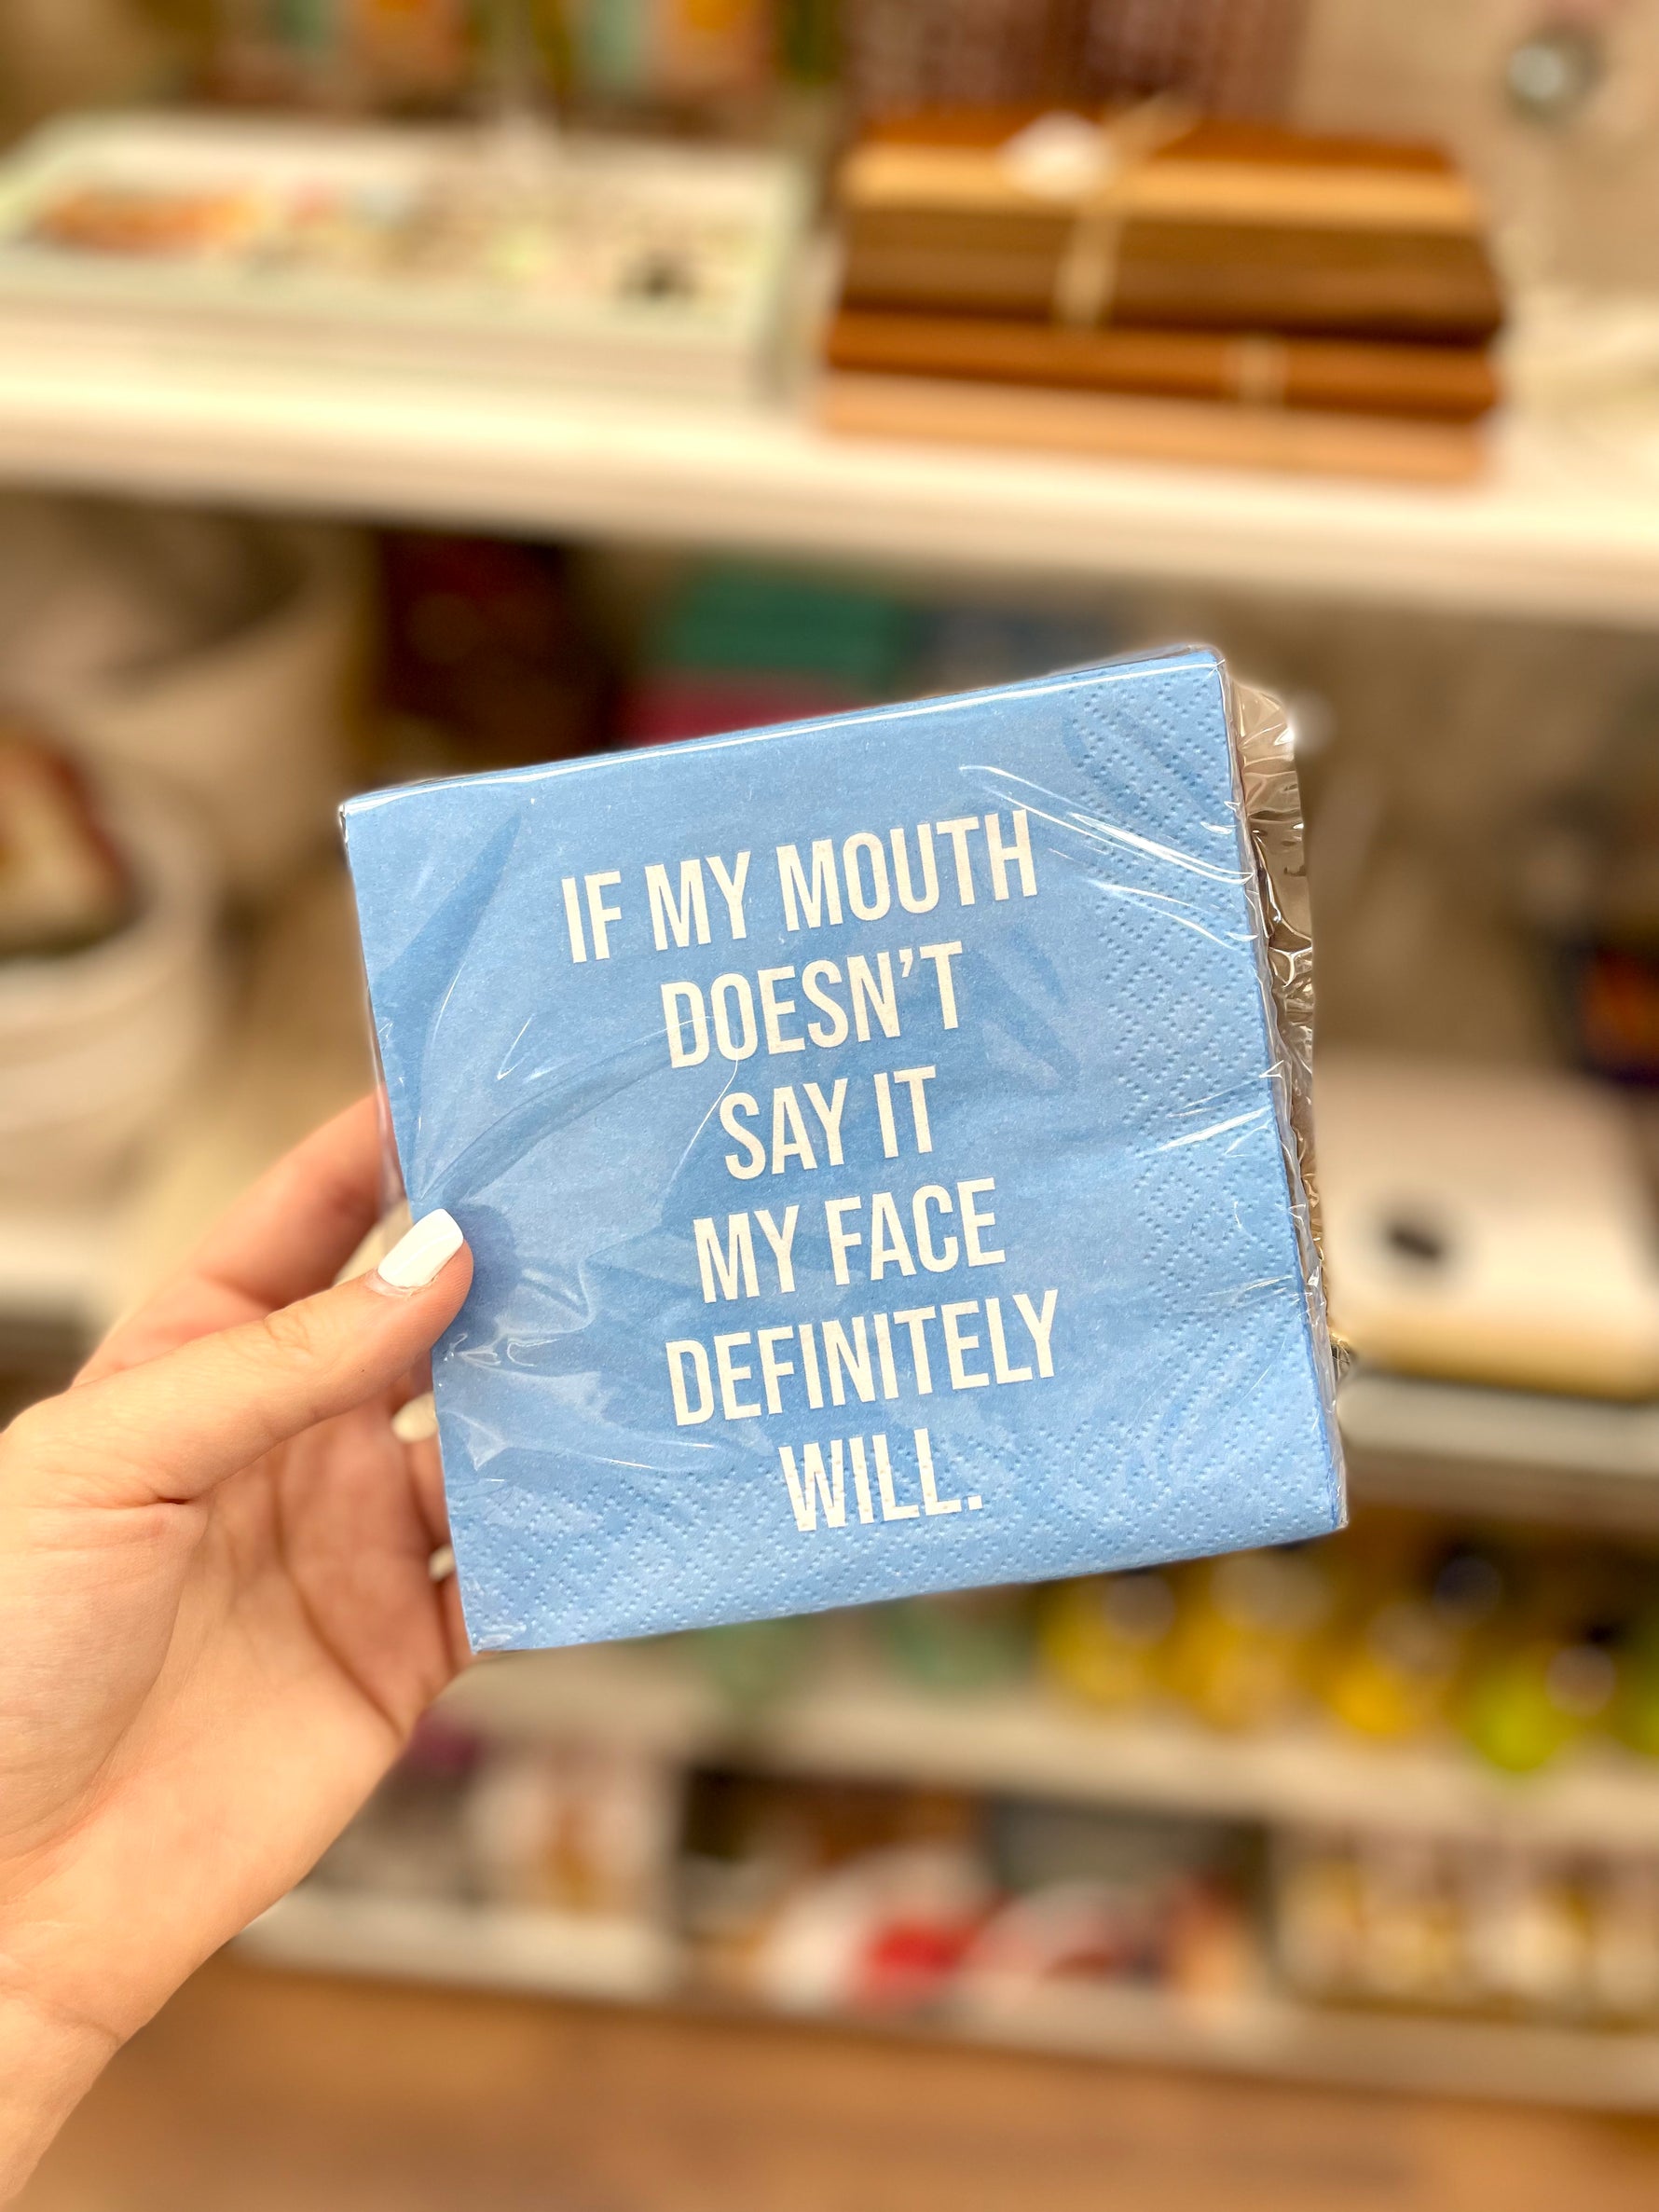 IF MY MOUTH
DOESN'T
SAY IT
MY FACE
DEFINITELY
WILL.